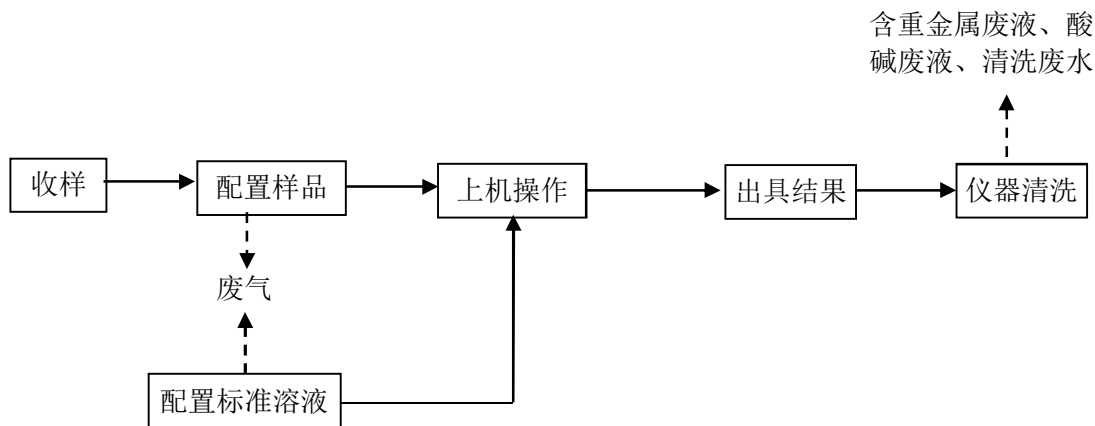 含重金属废液、酸
碱废液、清洗废水
收样
配置样品
上机操作
出具结果
仪器清洗
废气
配置标准溶液